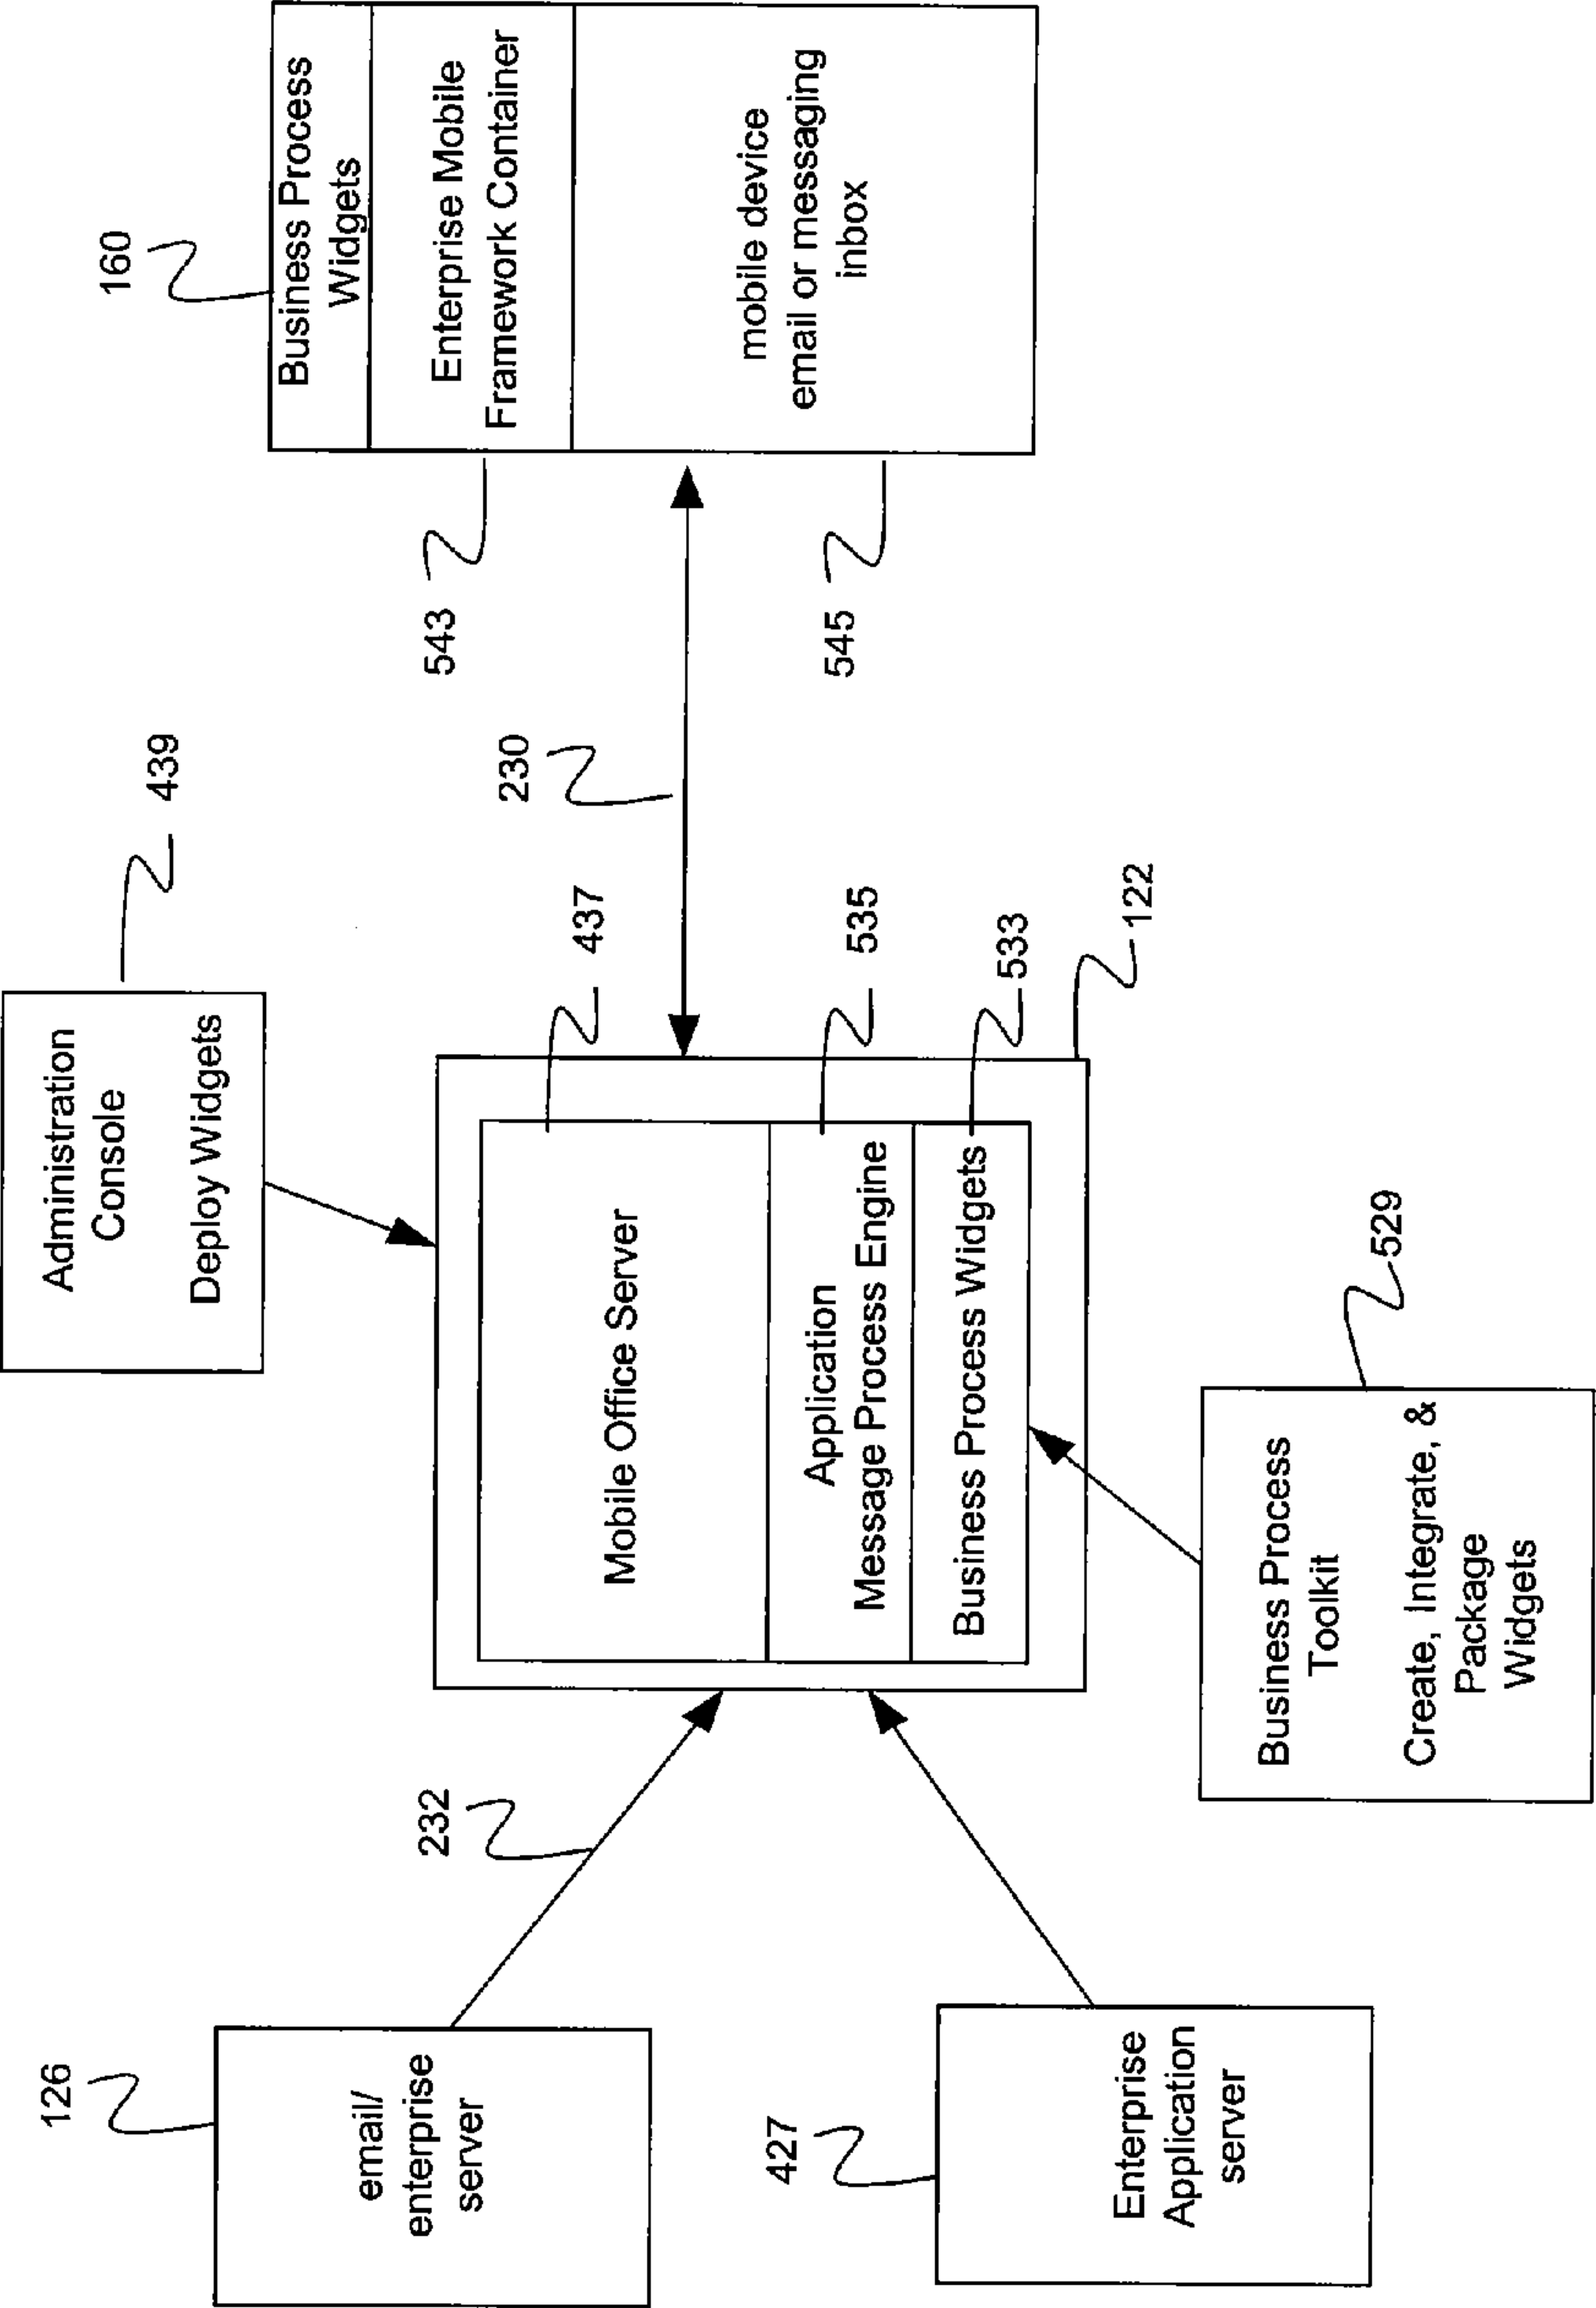 160
Business Process
Widgets
Enterprise Mobile
Framework Container
mobile device
email or messaging
inbox
543
545
230
439
Administration
Console
Deploy Widgets
437
535
533
122
Mobile Office Server
Application
Message Process Engine
Business Process Widgets
529
Business Process
Toolkit
Create, Integrate, &
Package
Widgets
232
126
email/
enterprise
server
427
Enterprise
Application
server